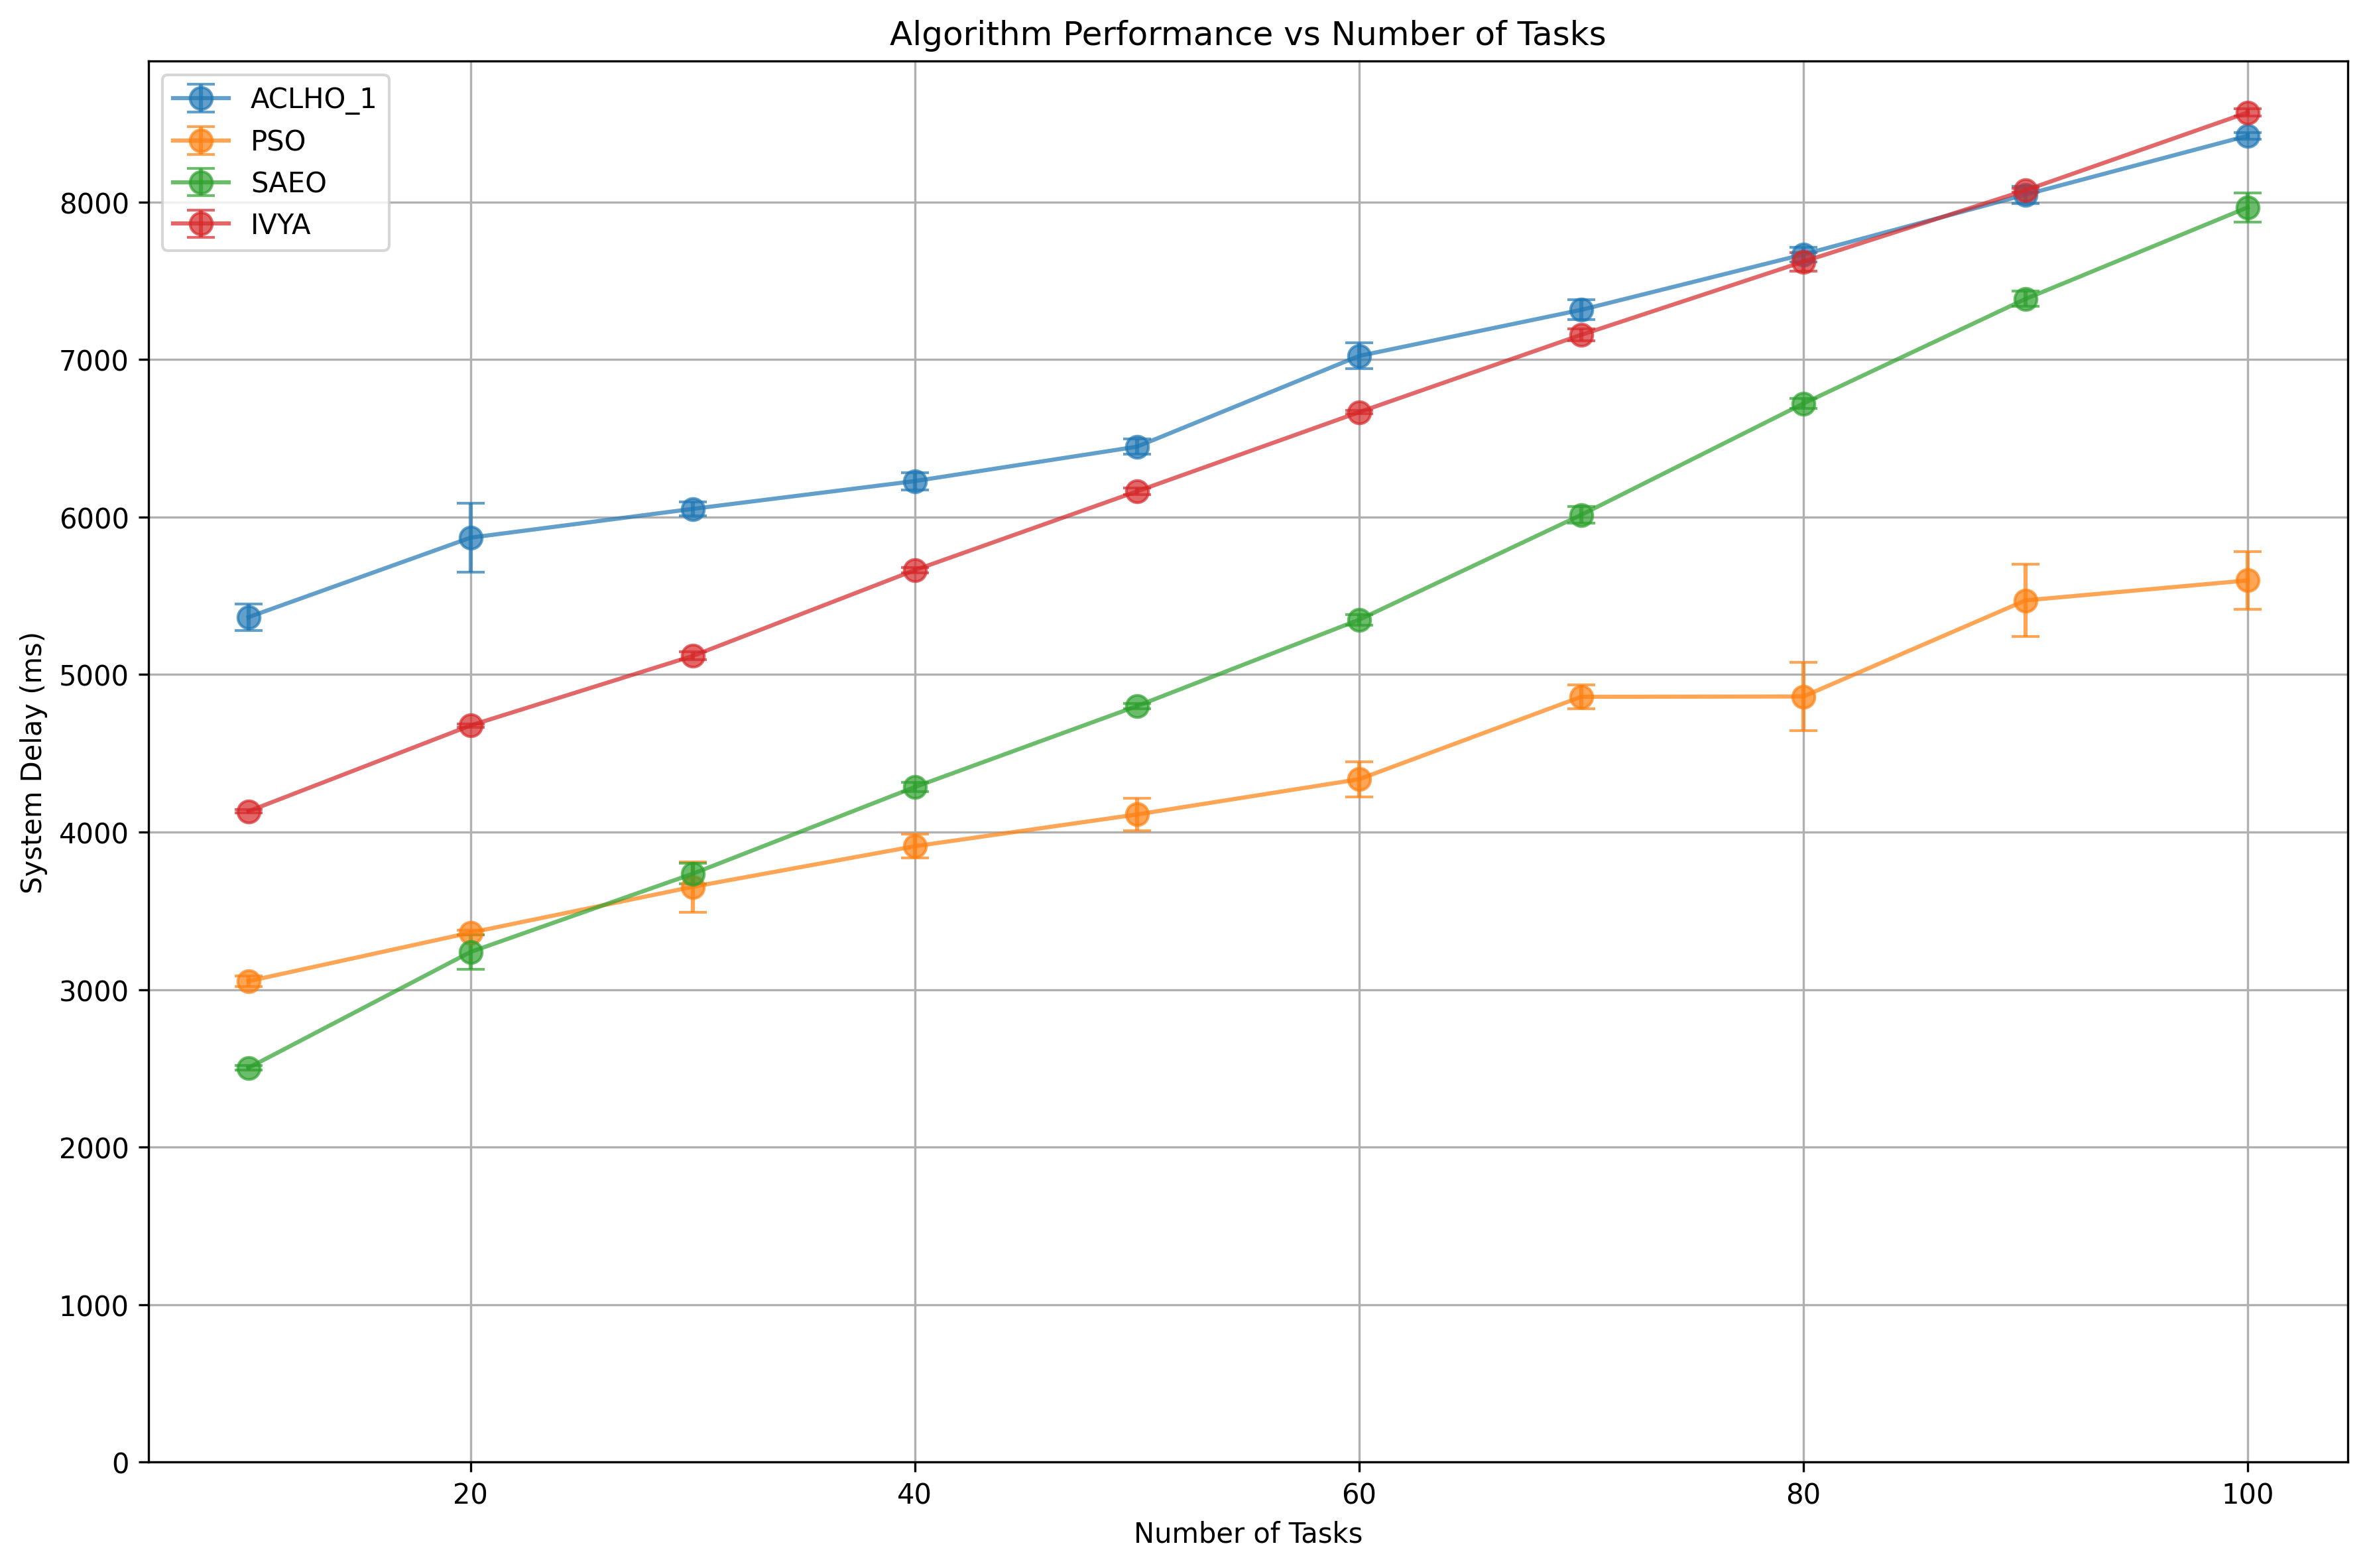 Algorithm Performance vs Number of Tasks
ACLHO_1
PSO
SAEO
IVYA
8000
7000
6000
5000
4000
3000
2000
1000
0
System Delay (ms)
20
40
60
80
100
Number of Tasks